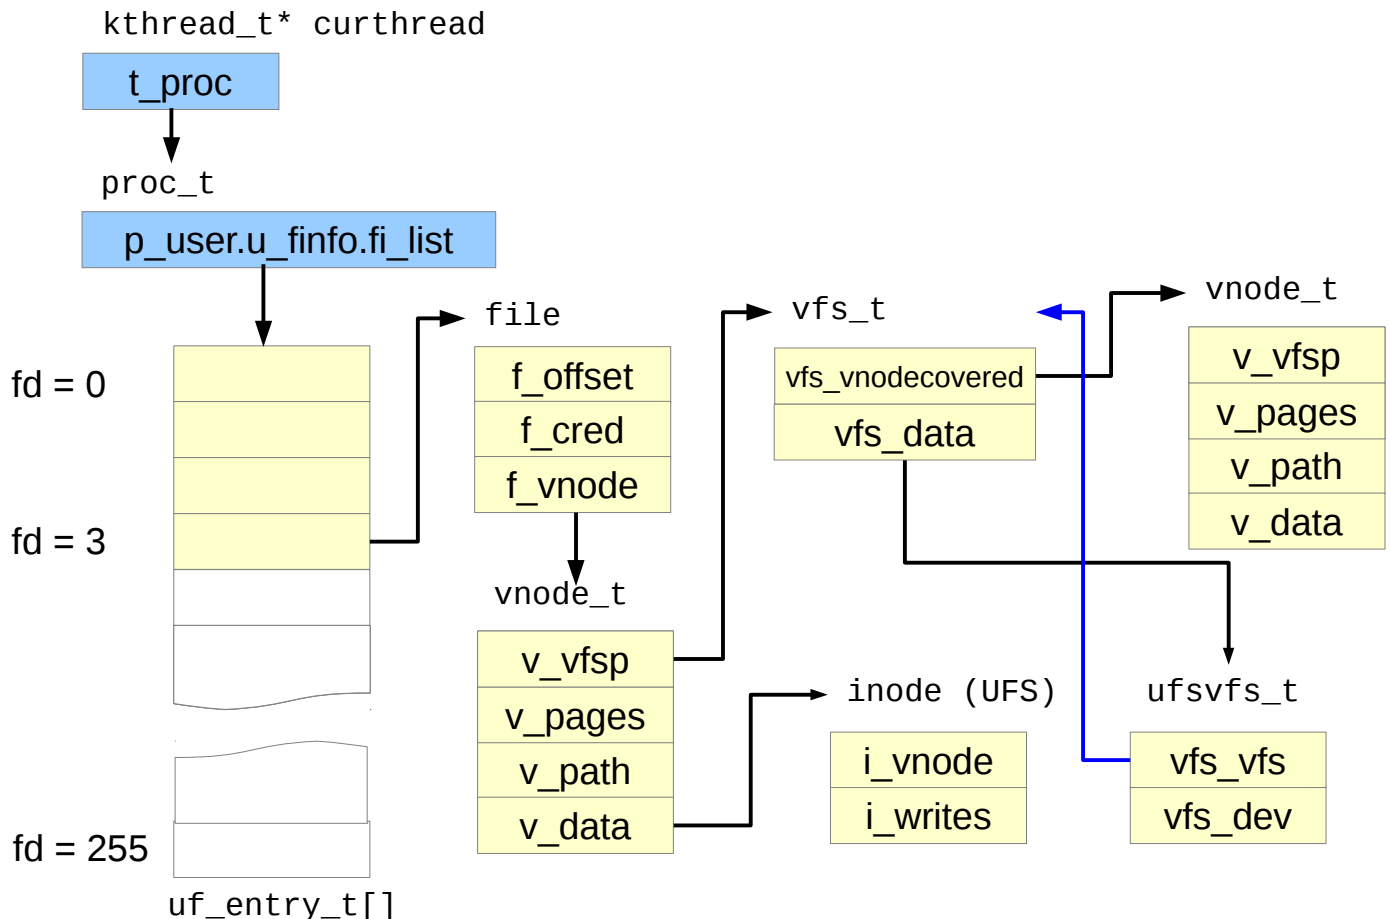 kthread_t* curthread
t_proc
proc_t
p_user.u_finfo.fi_list
fd = 0
fd = 3
fd = 255
uf_entry_t[]
file
f_offset
f_cred
f_vnode
vnode_t
v_vfsp
v_pages
v_path
v_data
vfs_t
vfs_vnodecovered
vfs_data
vnode_t
v_vfsp
v_pages
v_path
v_data
inode (UFS)
i_vnode
i_writes
ufsvfs_t
vfs_vfs
vfs_dev